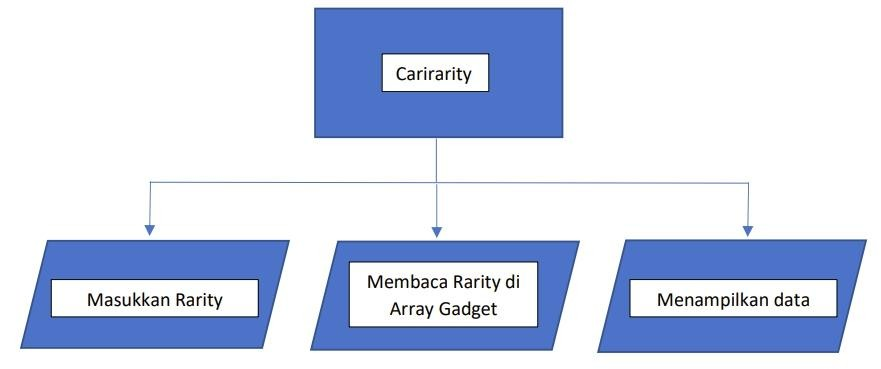 Carirarity
Masukkan Rarity
Membaca Rarity di
Array Gadget
Menampilkan data